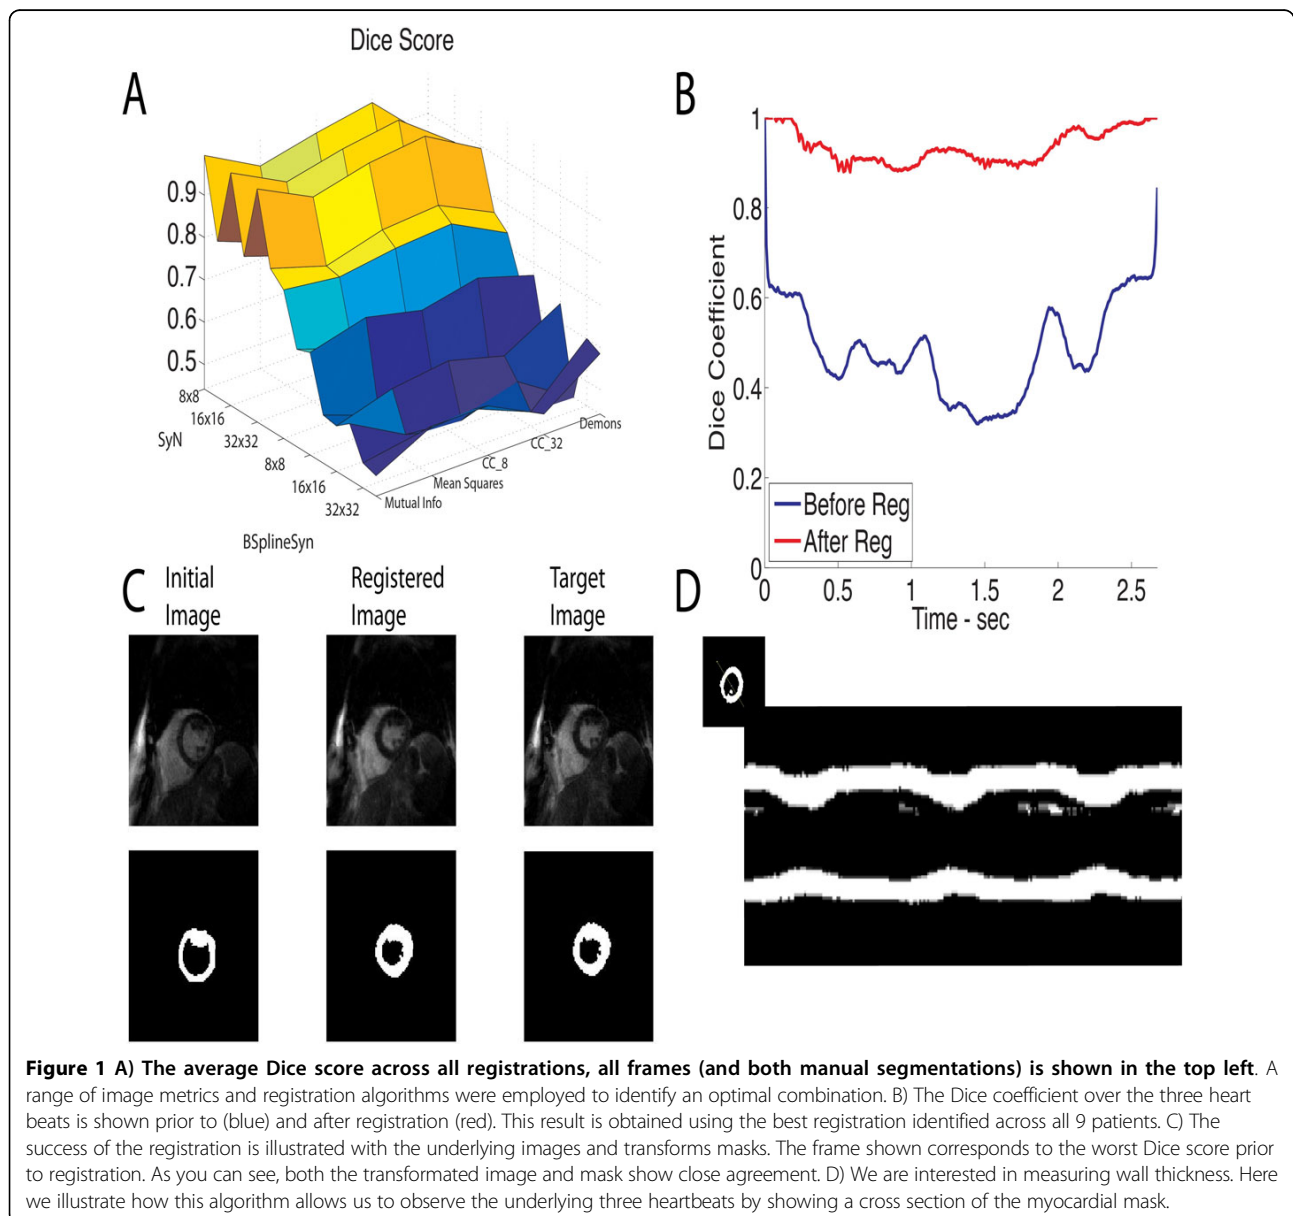 Dice Score
A
0.9
0.8
0.7
0.6
0.5
8x8
16x16
32x32
8x8
16x16
32x32
SyN
BSplineSyn
Mutual Info
Mean Squares
CC_8
CC_32
Demons
B
1
0.8
0.6
0.4
0.2
0
Dice Coefficient
Before Reg
After Reg
0 0.5 1 1.5 2 2.5
Time - sec
C
Initial
Image
Registered
Image
Target
Image
D
Figure 1 A) The average Dice score across all registrations, all frames (and both manual segmentations) is shown in the top left. A
range of image metrics and registration algorithms were employed to identify an optimal combination. B) The Dice coefficient over the three heart
beats is shown prior to (blue) and after registration (red). This result is obtained using the best registration identified across all 9 patients. C) The
success of the registration is illustrated with the underlying images and transforms masks. The frame shown corresponds to the worst Dice score prior
to registration. As you can see, both the transformated image and mask show close agreement. D) We are interested in measuring wall thickness. Here
we illustrate how this algorithm allows us to observe the underlying three heartbeats by showing a cross section of the myocardial mask.